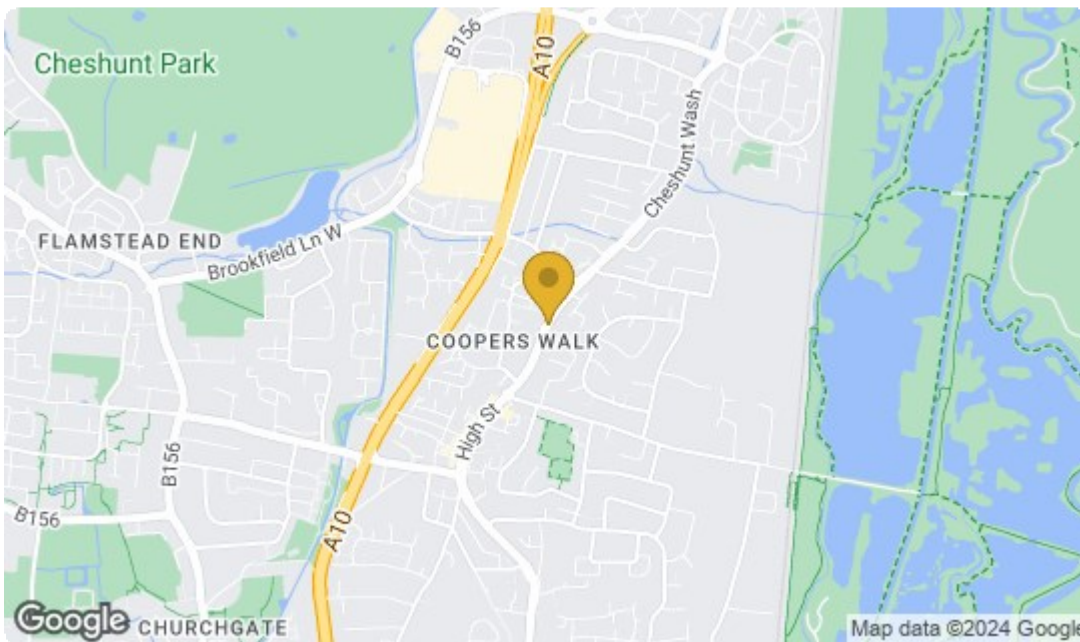 B156
A10
Cheshunt Park
Cheshunt Wash
FLAMSTEAD END
Brookfield Ln W
COOPERS WALK
High St
B156
B156
A10
Google
CHURCHGATE
Map data ©2024 Google